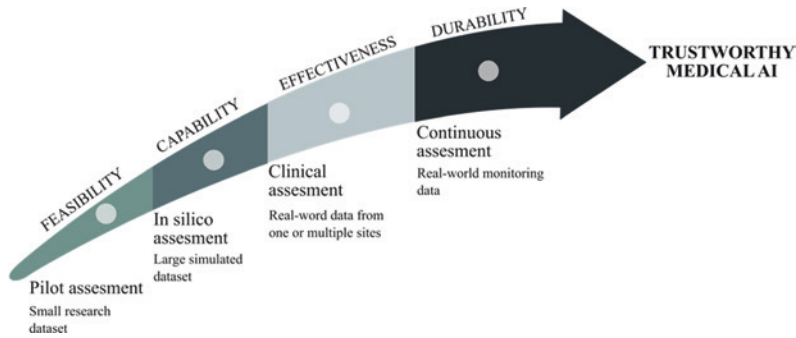 FEASIBILITY
Pilot assesment
Small research
dataset
CAPABILITY
In silico
assesment
Large simulated
dataset
EFFECTIVENESS
Clinical
assesment
Real-word data from
one or multiple sites
DURABILITY
Continuous
assesment
Real-world monitoring
data
TRUSTWORTHY
MEDICAL AI